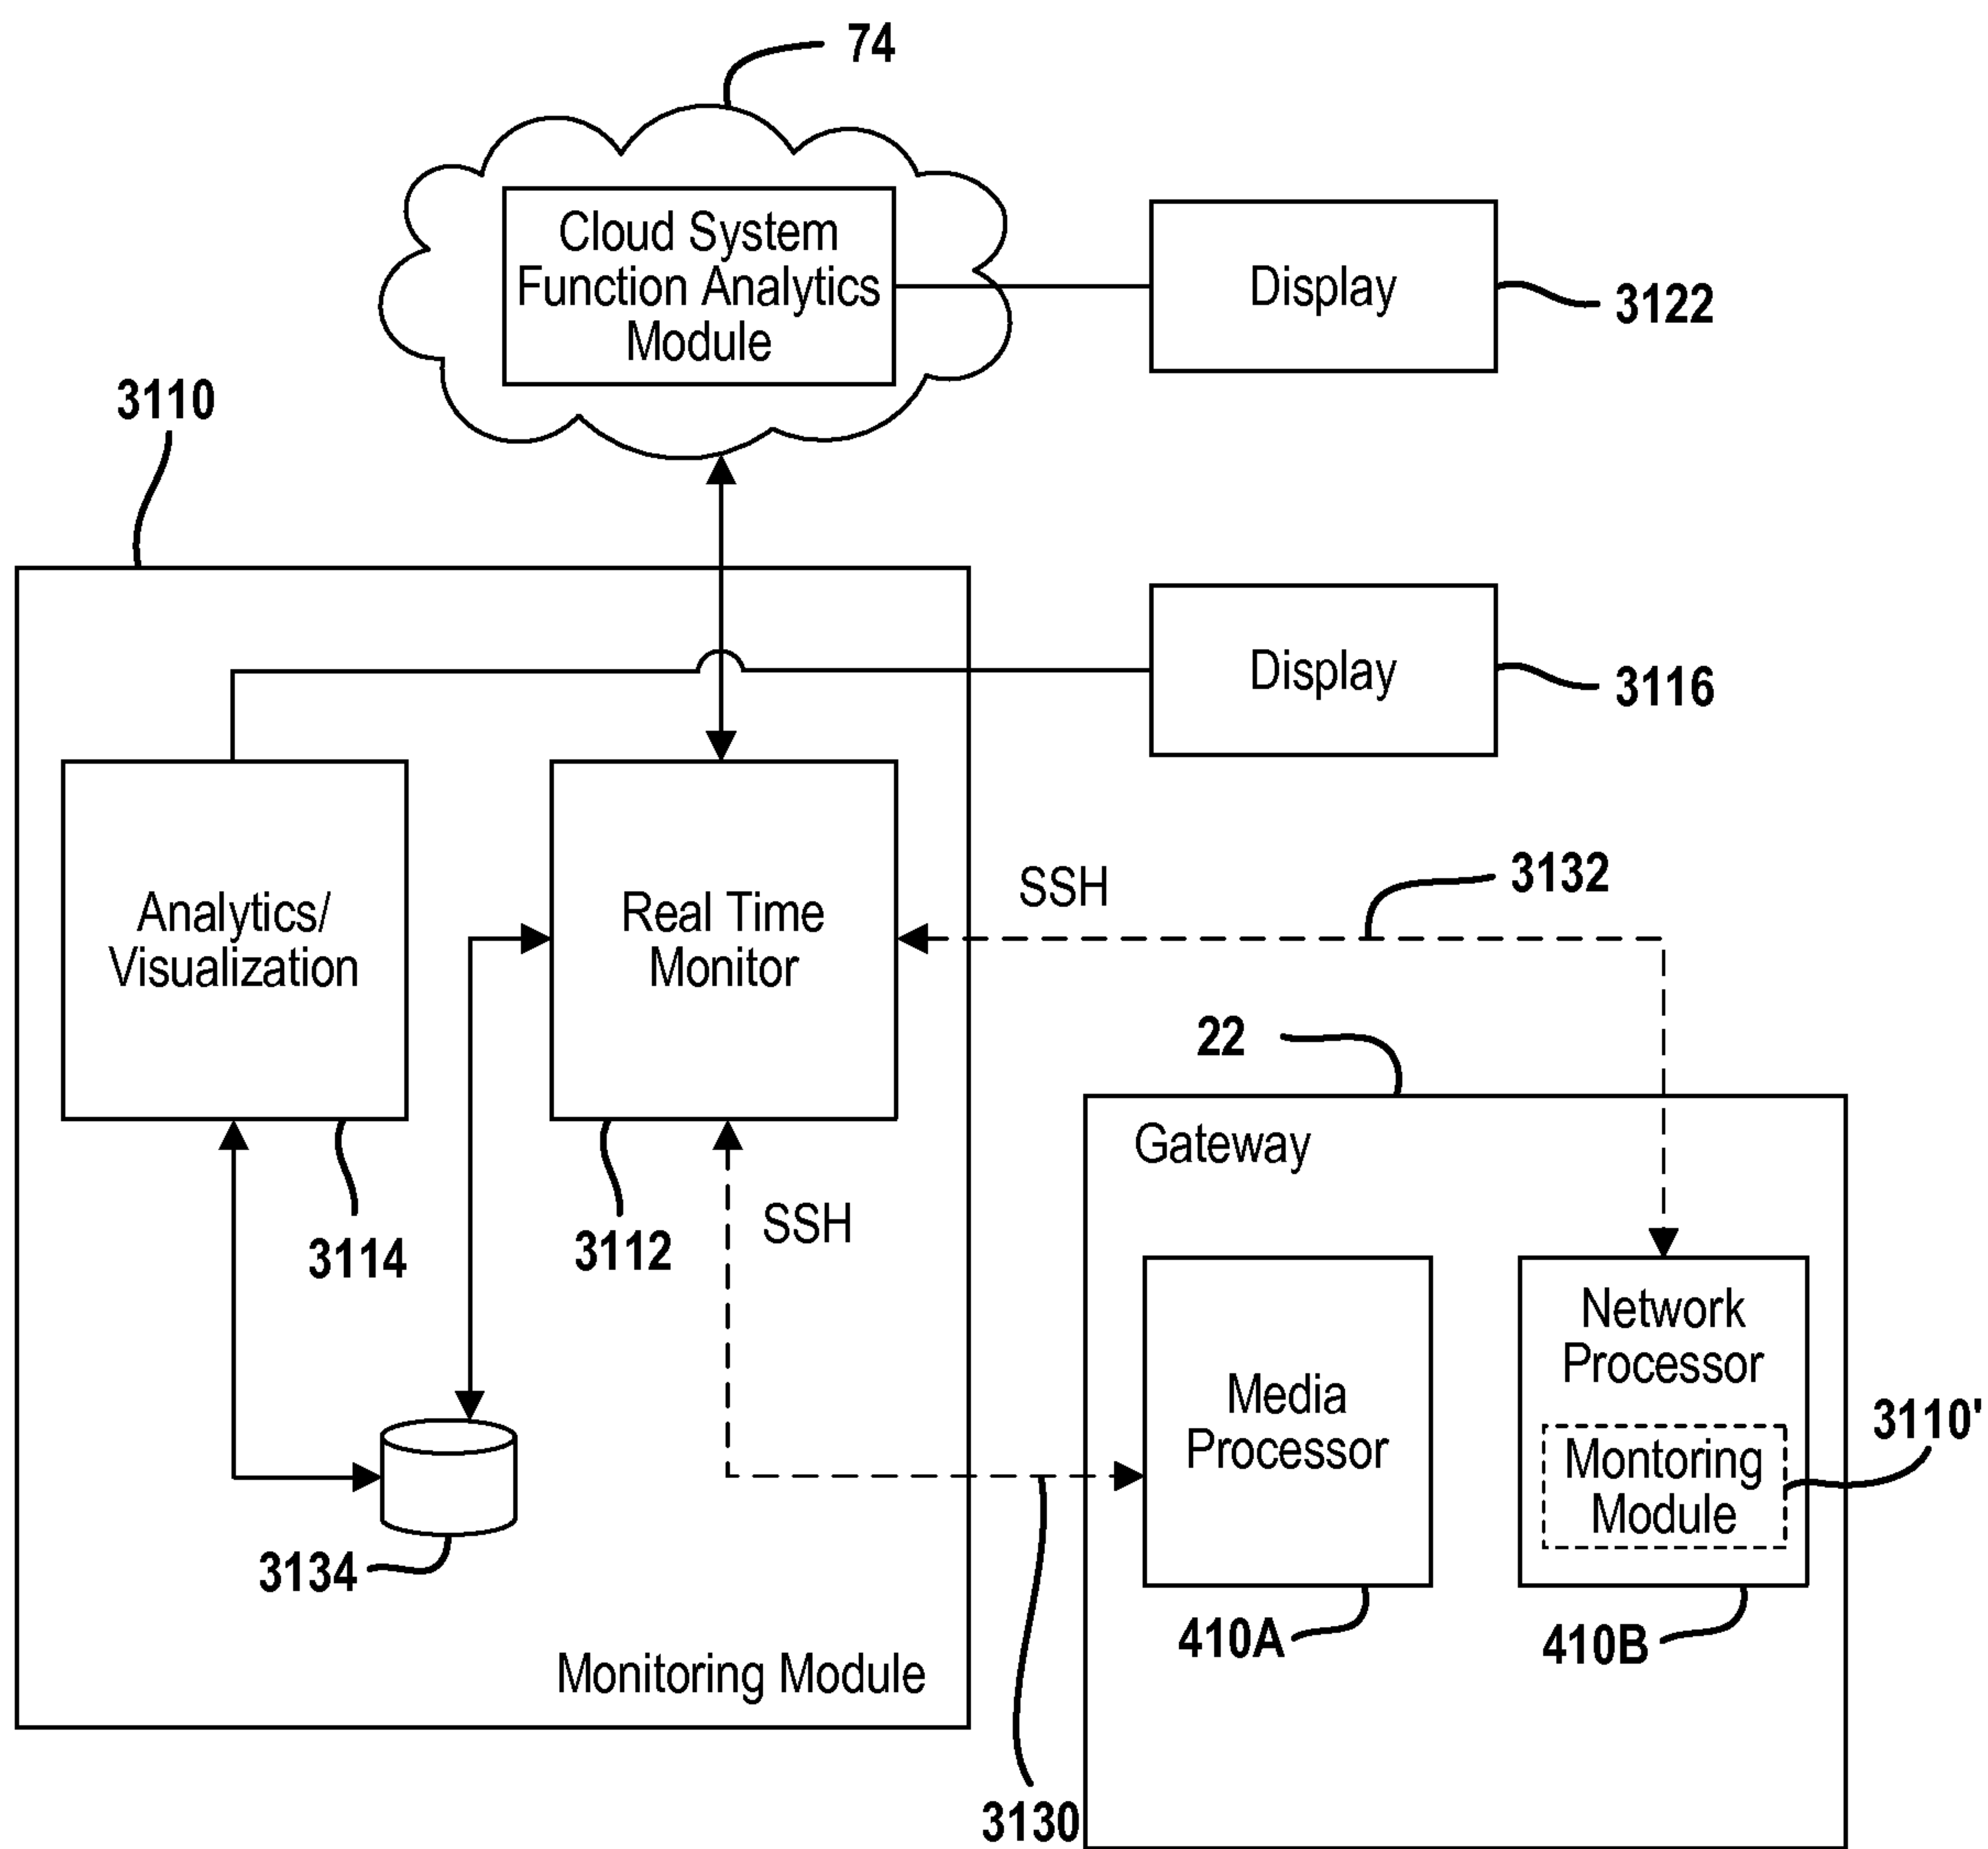 74
Cloud System
Function Analytics
Module
Display
3122
3110
Display
3116
Analytics/
Visualization
Real Time
Monitor
SSH
3132
22
Gateway
3114
3112
SSH
Network
Processor
Media
Processor
3110'
Montoring
Module
3134
410A
410B
Monitoring Module
3130